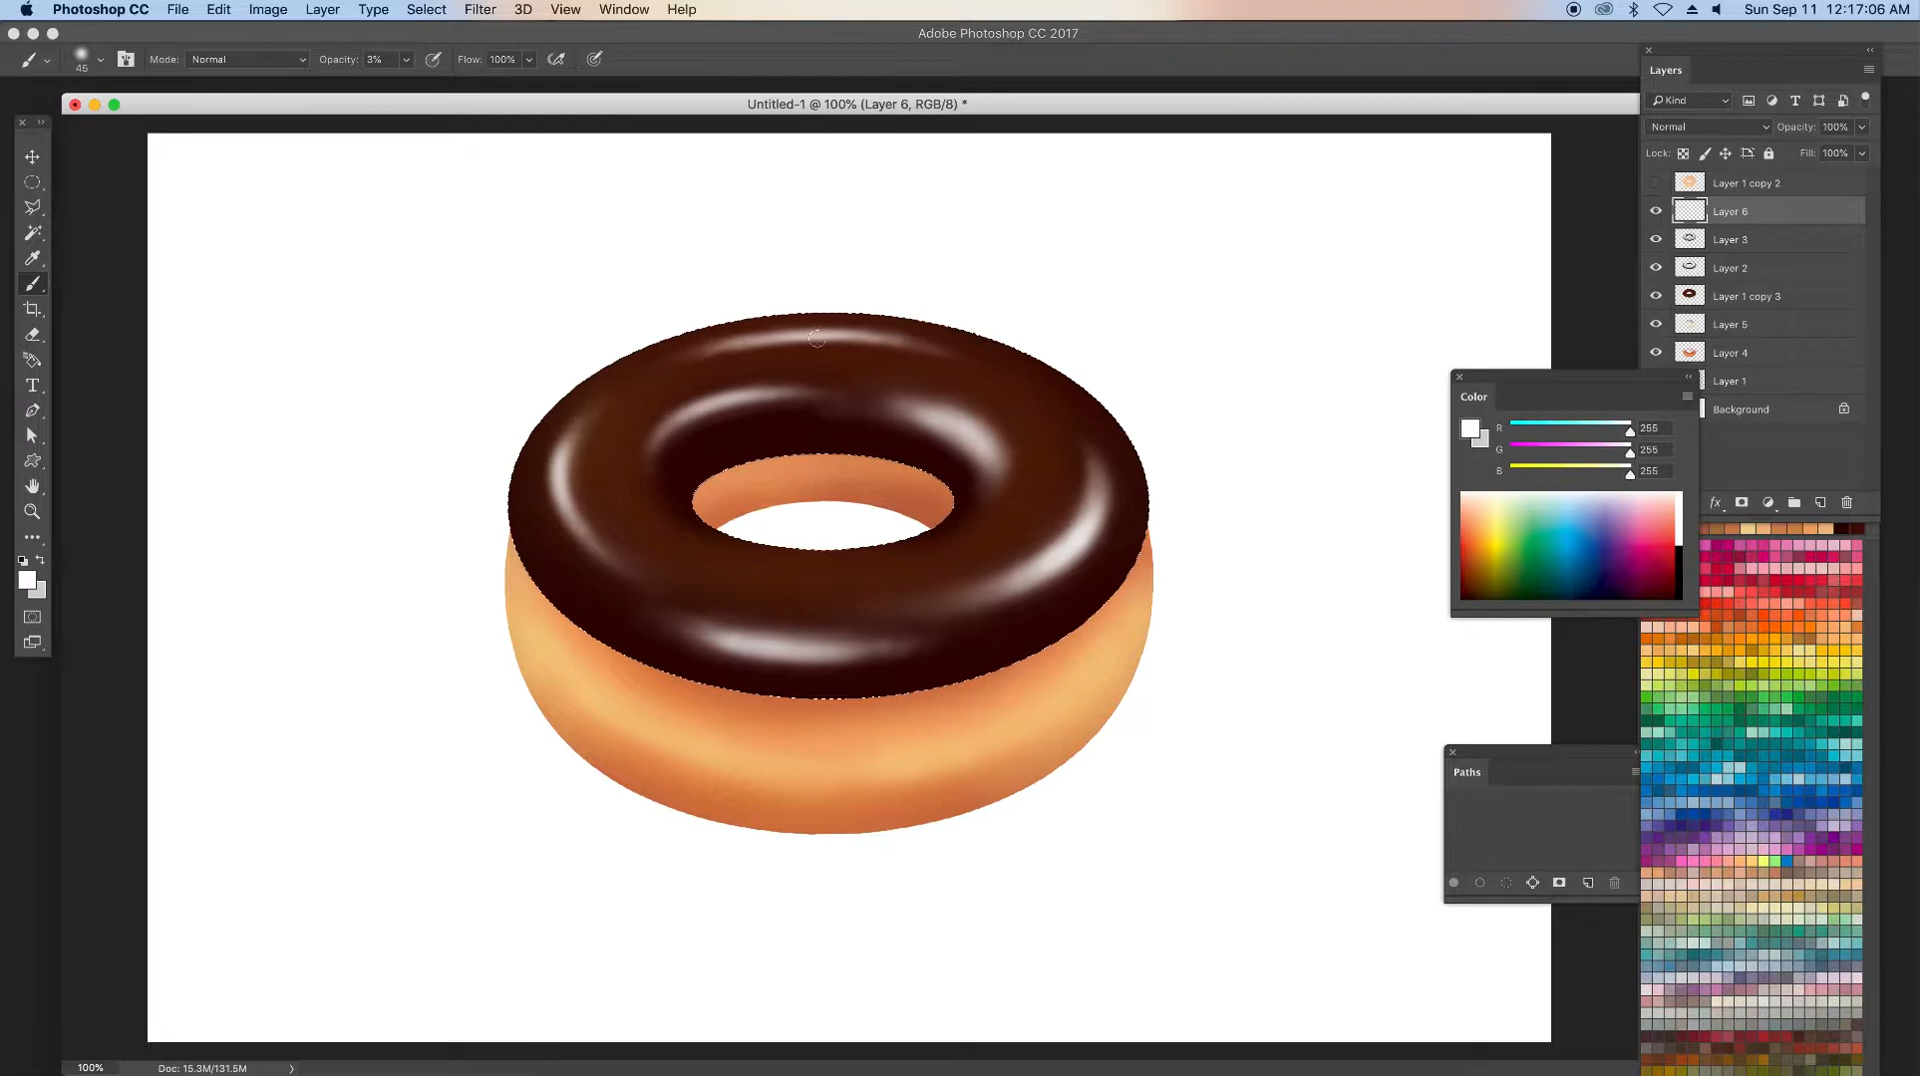 Photoshop CC File Edit Image Layer Type Select Filter 3D View Window Help Sun Sep 11 12:17:06 AM
Adobe Photoshop CC 2017
45 Mode: Normal Opacity: 3% Flow: 100%
Untitled-1 @ 100% (Layer 6, RGB/8) *
Layers
Kind
Normal Opacity: 100%
Lock: Fill: 100%
Layer 1 copy 2
Layer 6
Layer 3
Layer 2
Layer 1 copy 3
Layer 5
Layer 4
Layer 1
Background
Color
R 255
G 255
B 255
fx
Paths
100% Doc: 15.3M/131.5M